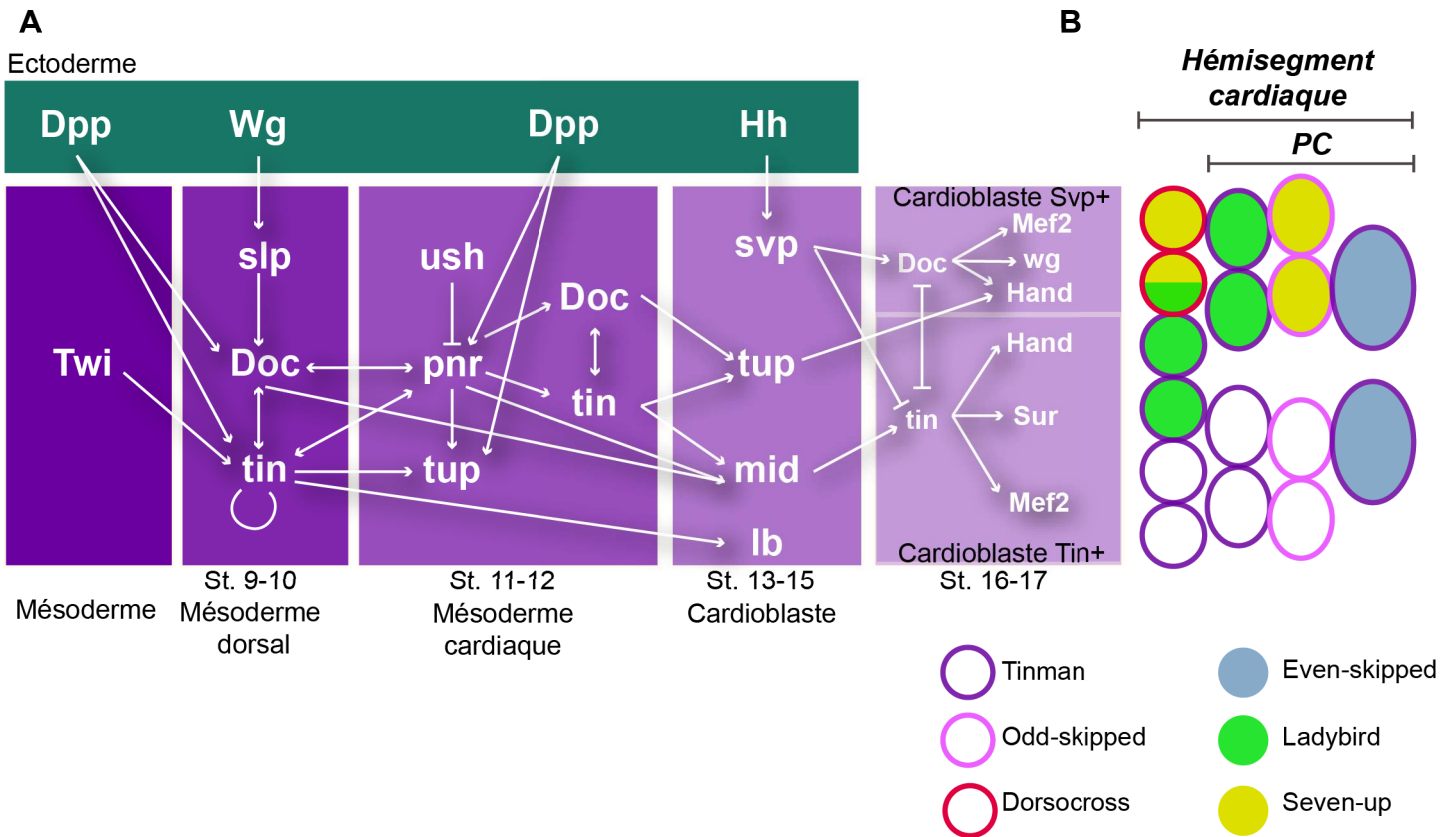 A
B
Ectoderme
Hémisegment
cardiaque
PC
Dpp
Wg
Dpp
Hh
Twi
slp
Doc
tin
ush
pnr
tup
Doc
tin
svp
tup
mid
lb
Cardioblaste Svp+
Mef2
Doc
wg
Hand
Hand
tin
Sur
Mef2
Cardioblaste Tin+
Mésoderme
St. 9-10
Mésoderme
dorsal
St. 11-12
Mésoderme
cardiaque
St. 13-15
Cardioblaste
St. 16-17
Tinman
Odd-skipped
Dorsocross
Even-skipped
Ladybird
Seven-up